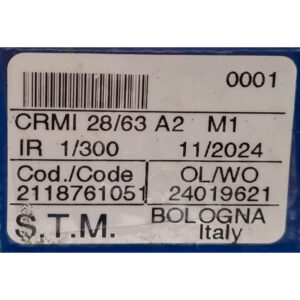 0001
CRMI 28/63 A2 M1
IR 1/300 11/2024
Cod./Code OL/WO
2118761051 24019621
S.T.M. BOLOGNA
Italy